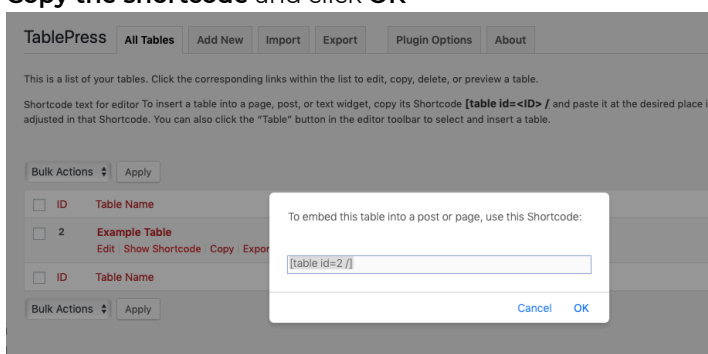 Copy the shortcode and click OK
TablePress All Tables Add New Import Export Plugin Options About
This is a list of your tables. Click the corresponding links within the list to edit, copy, delete, or preview a table.
Shortcode text for editor To insert a table into a page, post, or text widget, copy its Shortcode [table id=<ID> / and paste it at the desired place i
adjusted in that Shortcode. You can also click the "Table" button in the editor toolbar to select and insert a table.
Bulk Actions Apply
ID Table Name
To embed this table into a post or page, use this Shortcode:
2 Example Table
Edit | Show Shortcode | Copy | Expor
[table id=2 /]
ID Table Name
Bulk Actions Apply
Cancel OK